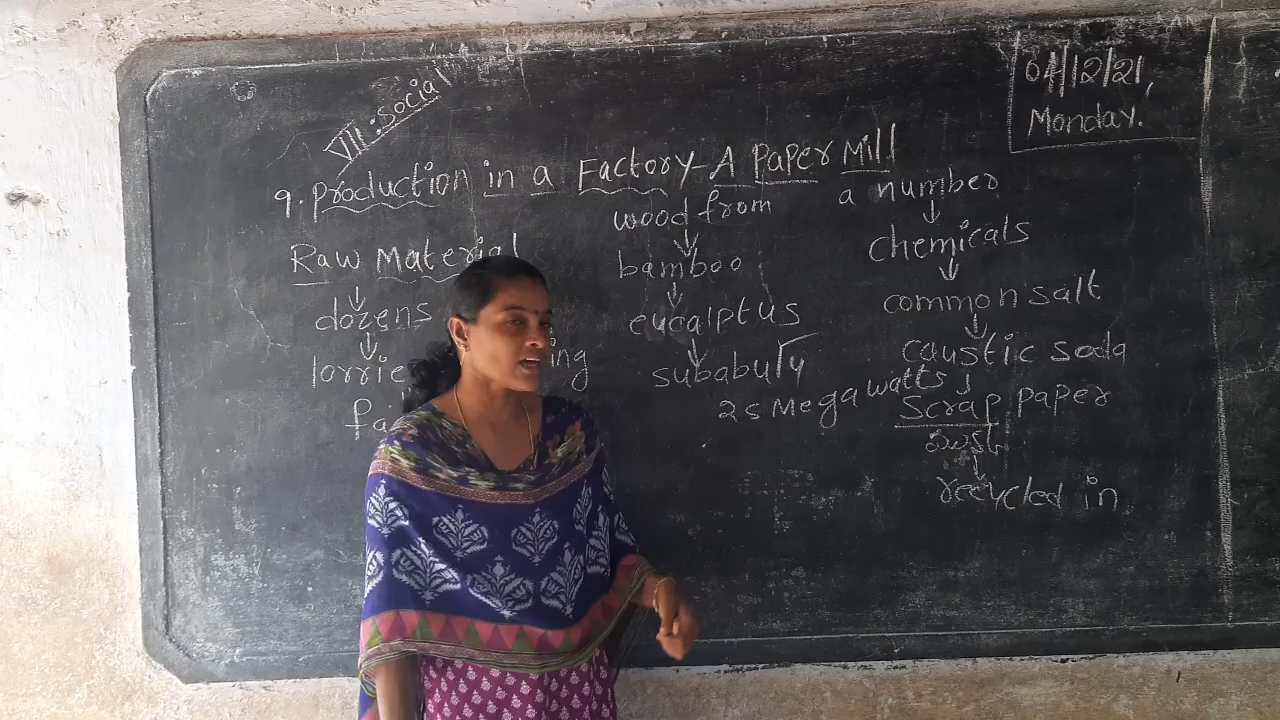 VII : Social
04/12/21,
Monday.
9. Production in a Factory-A Paper Mill
Raw Material
dozens
lorrie
ing
wood from
bamboo
eucalptus
subabuly
25 Megawatts
a number
chemicals
common salt
caustic soda
Scrap paper
recycled in